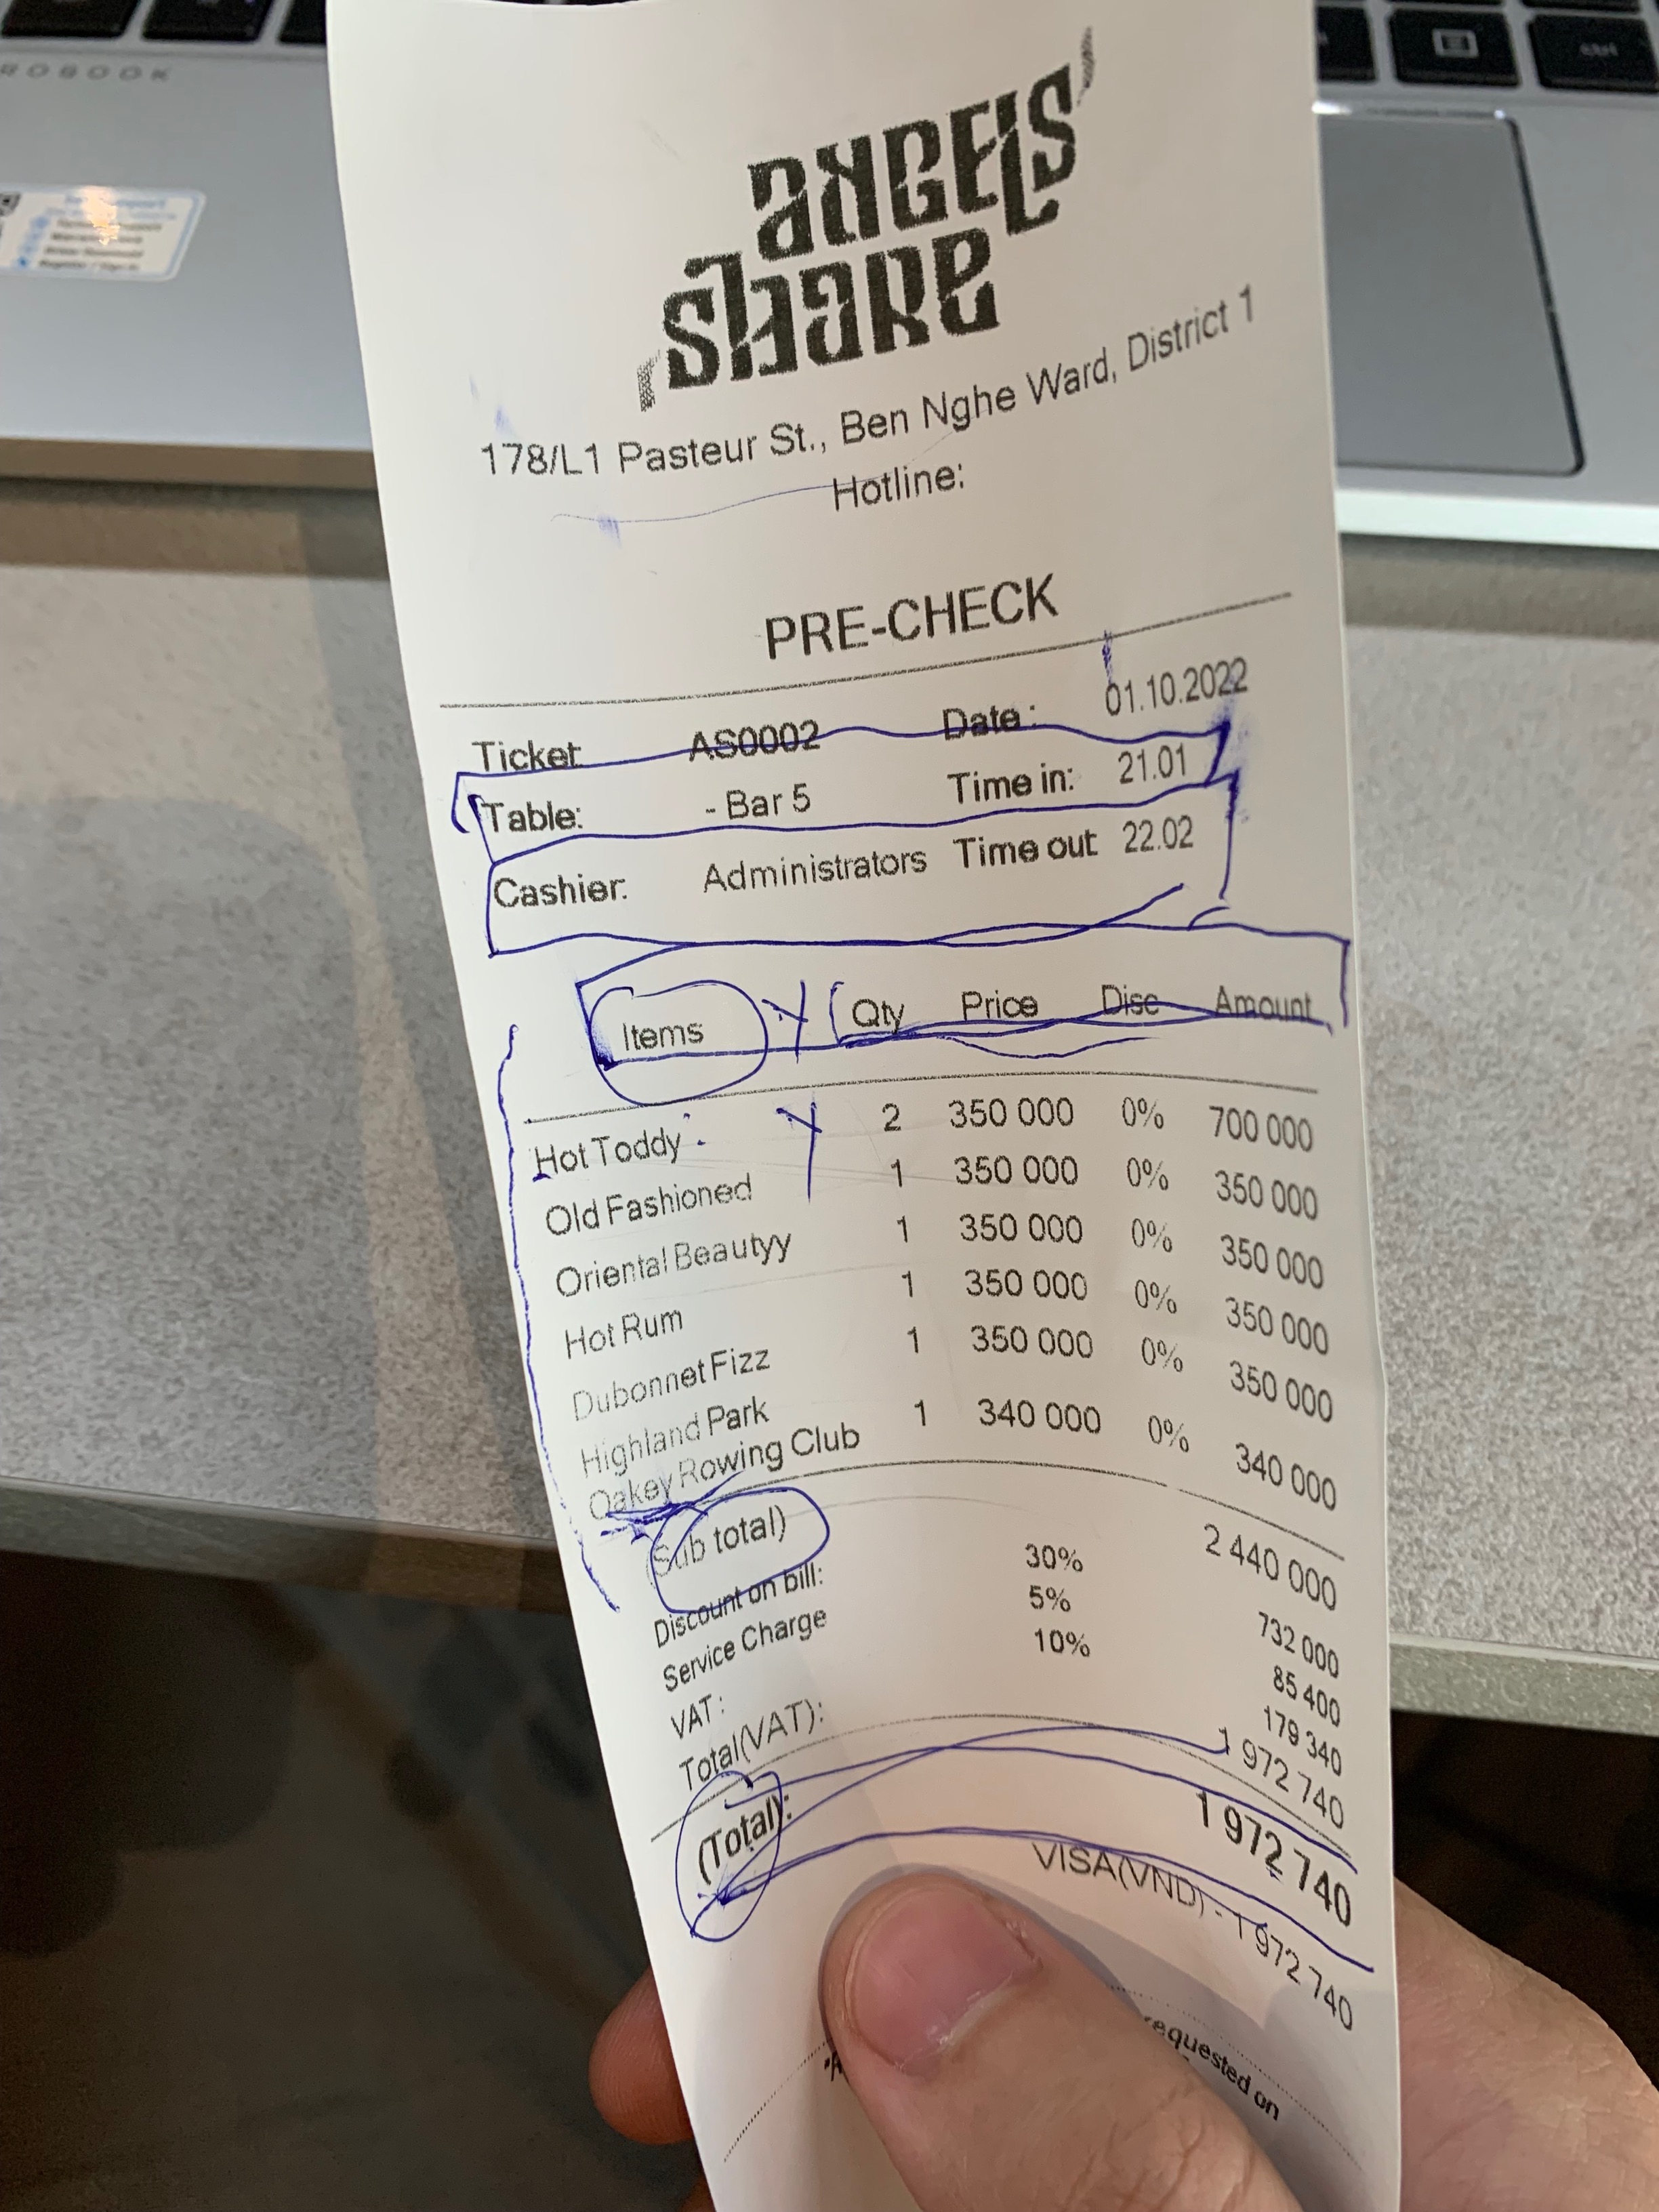 ROBOOK
ctrl
aNGELS
sHaRe
178/L1 Pasteur St., Ben Nghe Ward, District 1
Hotline:
PRE-CHECK
Ticket: AS0002 Date : 01.10.2022
Table: - Bar 5 Time in: 21.01
Cashier: Administrators Time out: 22.02
Items Qty Price Disc Amount
Hot Toddy 2 350 000 0% 700 000
Old Fashioned 1 350 000 0% 350 000
Oriental Beautyy 1 350 000 0% 350 000
Hot Rum 1 350 000 0% 350 000
Dubonnet Fizz 1 350 000 0% 350 000
Highland Park 1 340 000 0% 340 000
Oakey Rowing Club
(Sub total) 2 440 000
Discount on bill: 30% 732 000
Service Charge 5% 85 400
VAT: 10% 179 340
Total(VAT): 1 972 740
(Total): 1 972 740
VISA(VND) - 1 972 740
requested on